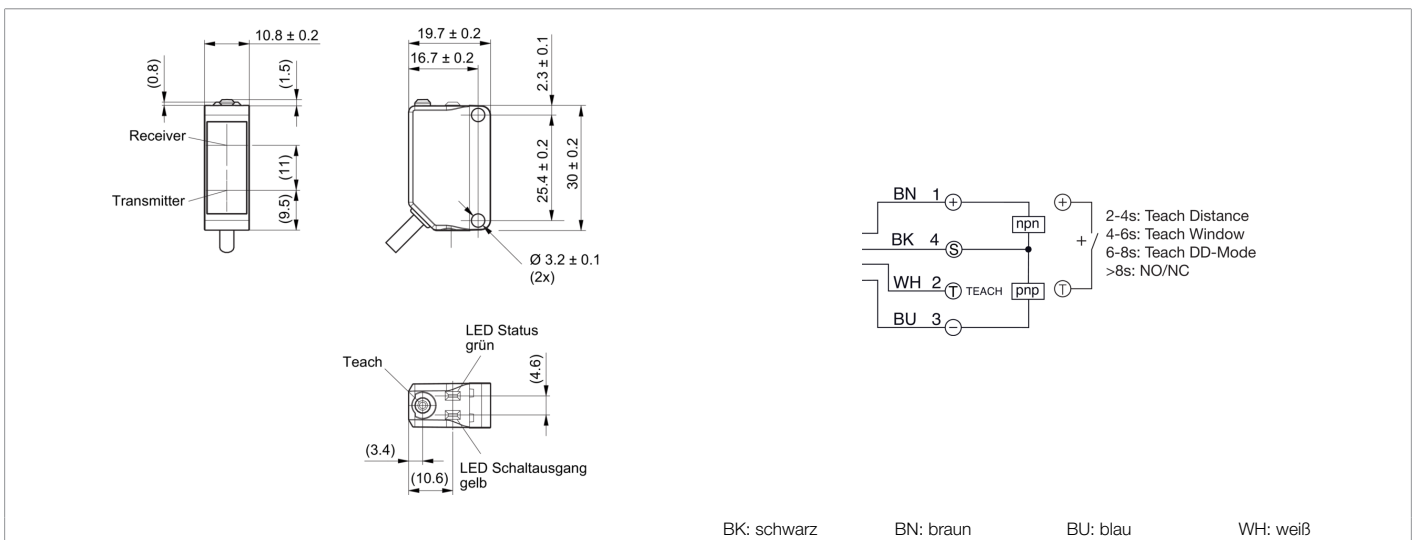 10.8 ± 0.2
(0.8)
(1.5)
Receiver
(11)
Transmitter
(9.5)
19.7 ± 0.2
16.7 ± 0.2
2.3 ± 0.1
25.4 ± 0.2
30 ± 0.2
Ø 3.2 ± 0.1
(2x)
LED Status
grün
Teach
(4.6)
(3.4)
(10.6)
LED Schaltausgang
gelb
BN 1 +
npn
BK 4 S
WH 2 T TEACH pnp
BU 3 −
+
+
T
2-4s: Teach Distance
4-6s: Teach Window
6-8s: Teach DD-Mode
>8s: NO/NC
BK: schwarz BN: braun BU: blau WH: weiß